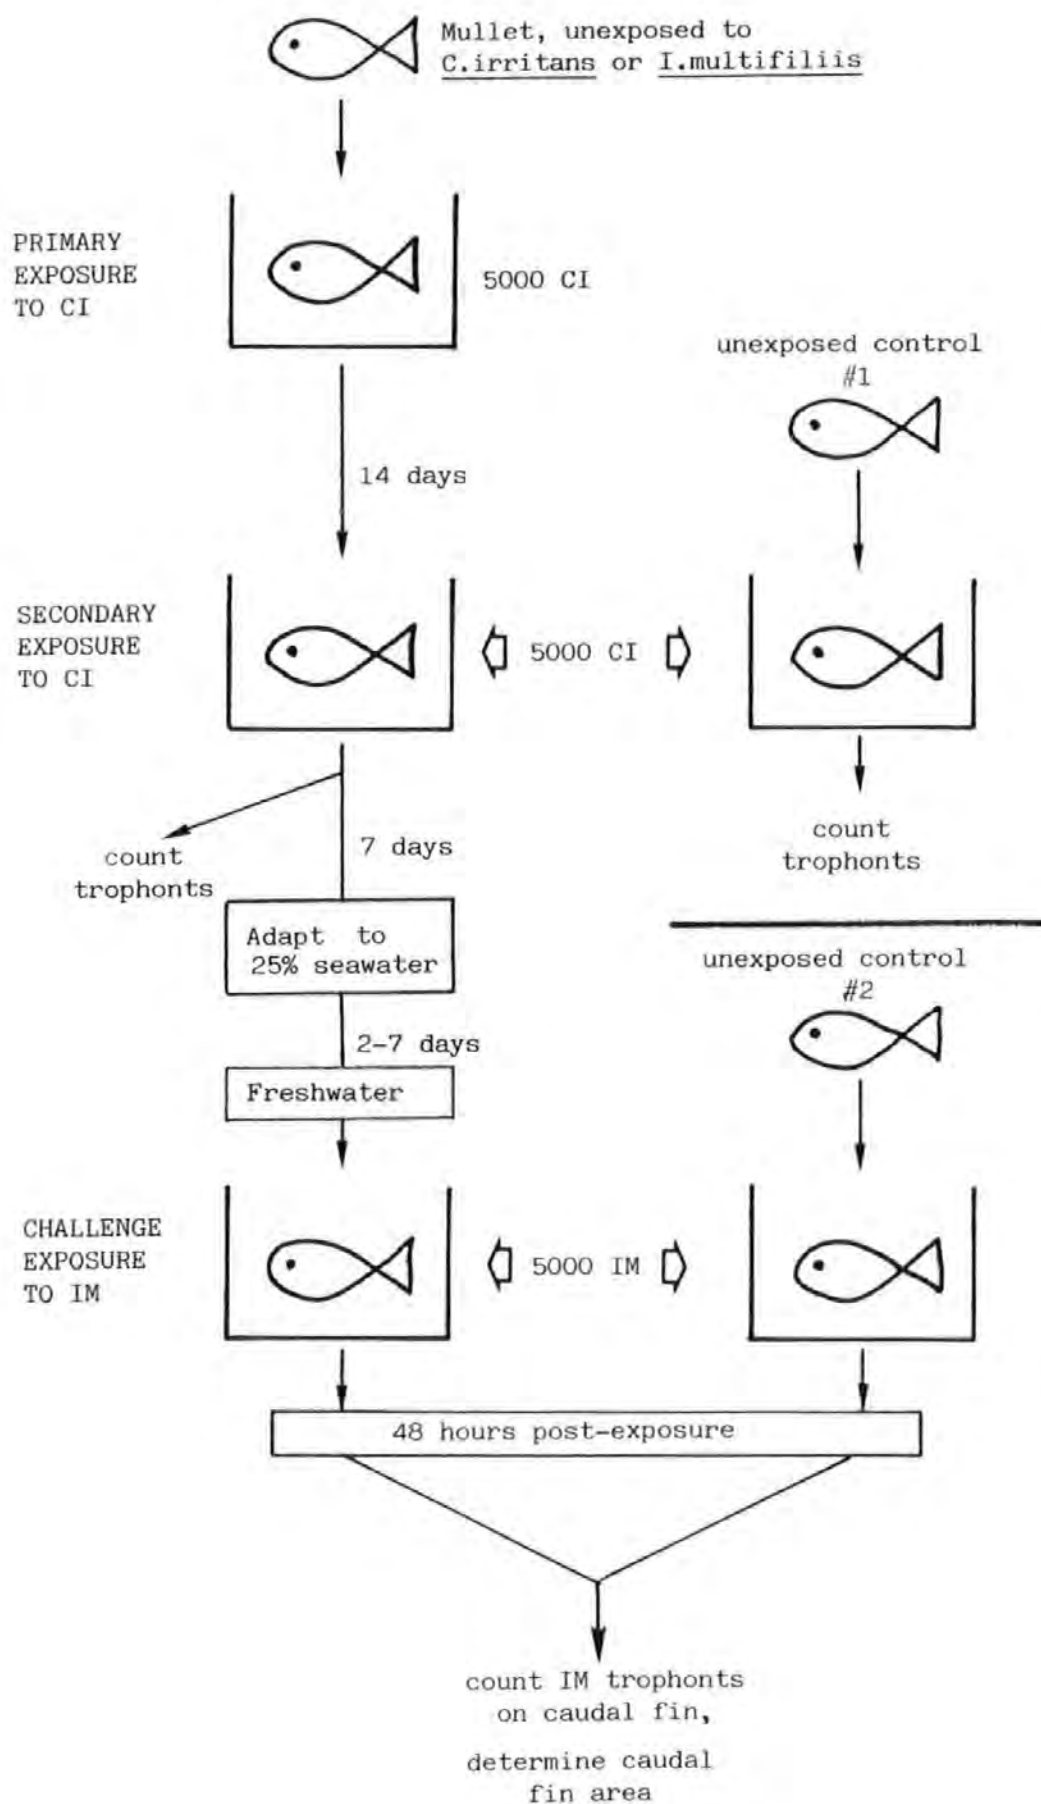 Mullet, unexposed to
C.irritans or I.multifiliis
PRIMARY
EXPOSURE
TO CI
5000 CI
unexposed control
#1
14 days
SECONDARY
EXPOSURE
TO CI
5000 CI
count
trophonts
7 days
count
trophonts
Adapt to
25% seawater
unexposed control
#2
2-7 days
Freshwater
CHALLENGE
EXPOSURE
TO IM
5000 IM
48 hours post-exposure
count IM trophonts
on caudal fin,
determine caudal
fin area